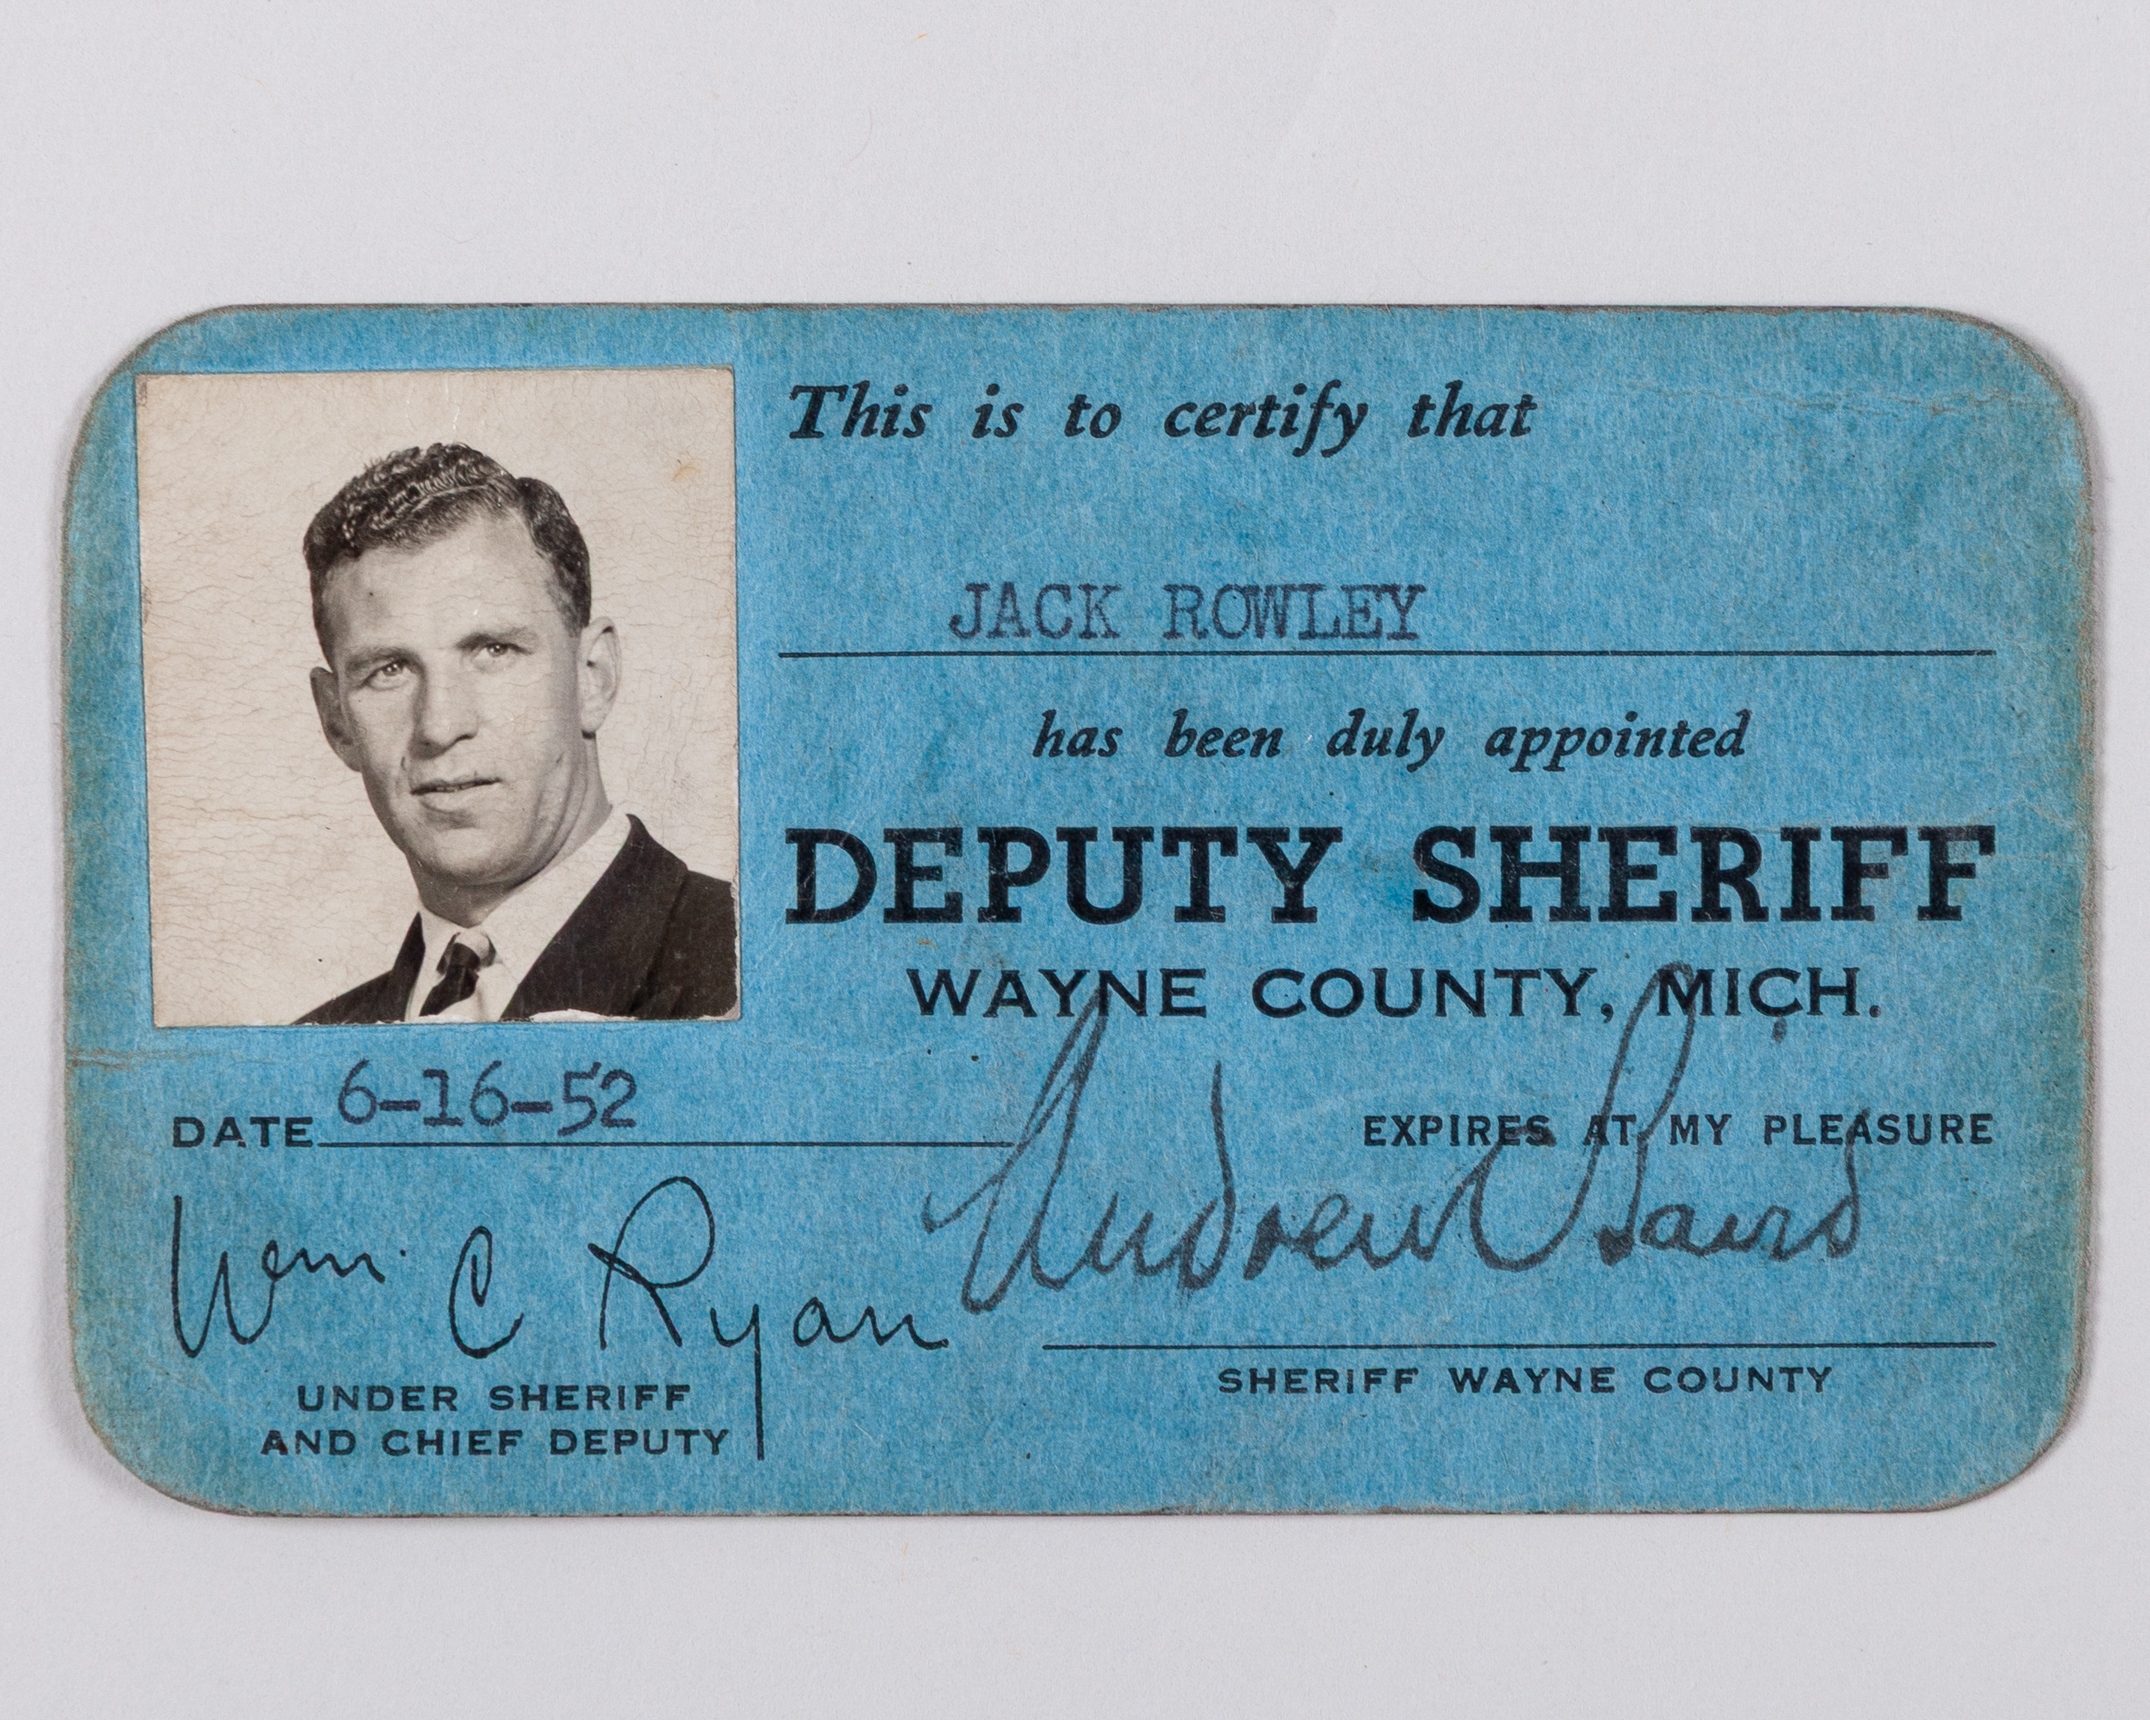 This is to certify that
JACK ROWLEY
has been duly appointed
DEPUTY SHERIFF
WAYNE COUNTY, MICH.
DATE 6-16-52
EXPIRES AT MY PLEASURE
Wm. C Ryan
Andrew C Baird
UNDER SHERIFF
AND CHIEF DEPUTY
SHERIFF WAYNE COUNTY